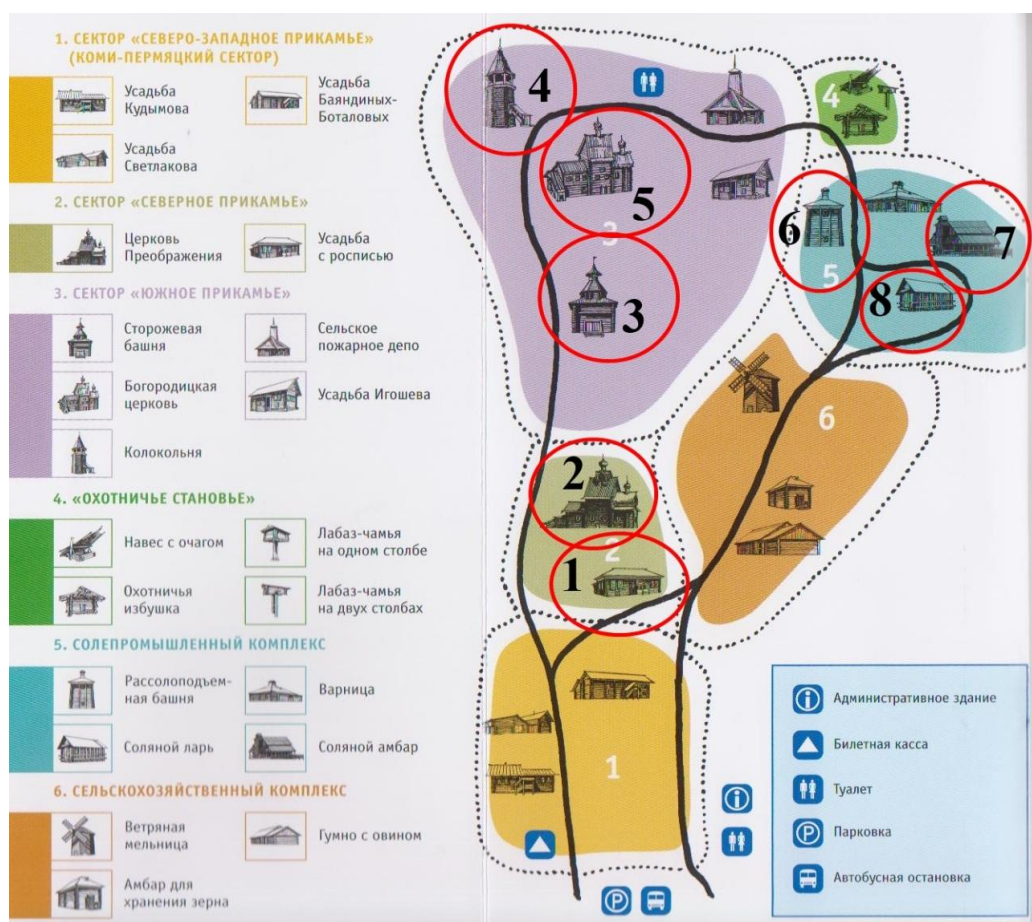 1. СЕКТОР «СЕВЕРО-ЗАПАДНОЕ ПРИКАМЬЕ»
(КОМИ-ПЕРМЯЦКИЙ СЕКТОР)
Усадьба
Кудымова
Усадьба
Баяндиных-
Боталовых
Усадьба
Светлакова
2. СЕКТОР «СЕВЕРНОЕ ПРИКАМЬЕ»
Церковь
Преображения
Усадьба
с росписью
3. СЕКТОР «ЮЖНОЕ ПРИКАМЬЕ»
Сторожевая
башня
Сельское
пожарное депо
Богородицкая
церковь
Усадьба Игошева
Колокольня
4. «ОХОТНИЧЬЕ СТАНОВЬЕ»
Навес с очагом
Лабаз-чамья
на одном столбе
Охотничья
избушка
Лабаз-чамья
на двух столбах
5. СОЛЕПРОМЫШЛЕННЫЙ КОМПЛЕКС
Рассолоподъем-
ная башня
Варница
Соляной ларь
Соляной амбар
6. СЕЛЬСКОХОЗЯЙСТВЕННЫЙ КОМПЛЕКС
Ветряная
мельница
Гумно с овином
Амбар для
хранения зерна
4
4
5
3
6
7
5
8
3
6
2
2
1
1
Административное здание
Билетная касса
Туалет
P
Парковка
Автобусная остановка